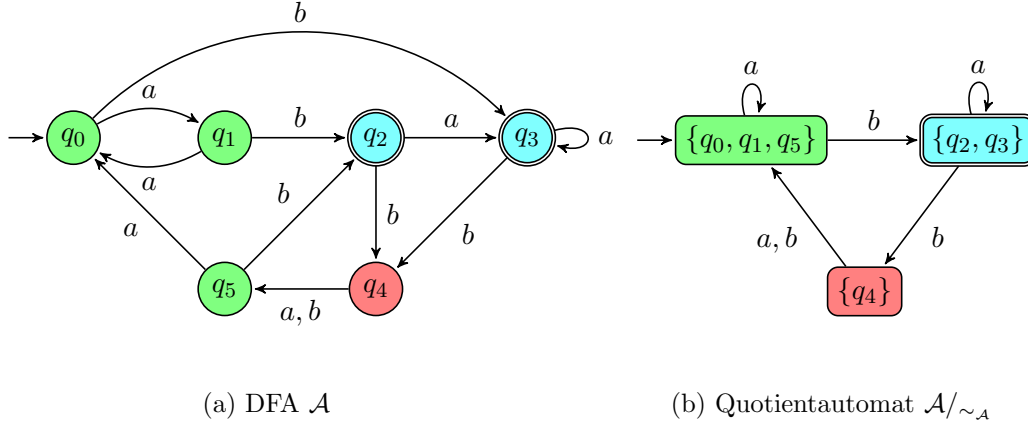 b
a
a
b
a
a
q₀
q₁
q₂
q₃
a
{q₀, q₁, q₅}
b
{q₂, q₃}
a
b
a
b
b
a, b
b
q₅
q₄
{q₄}
a, b
(a) DFA 𝒜
(b) Quotientautomat 𝒜/∼𝒜